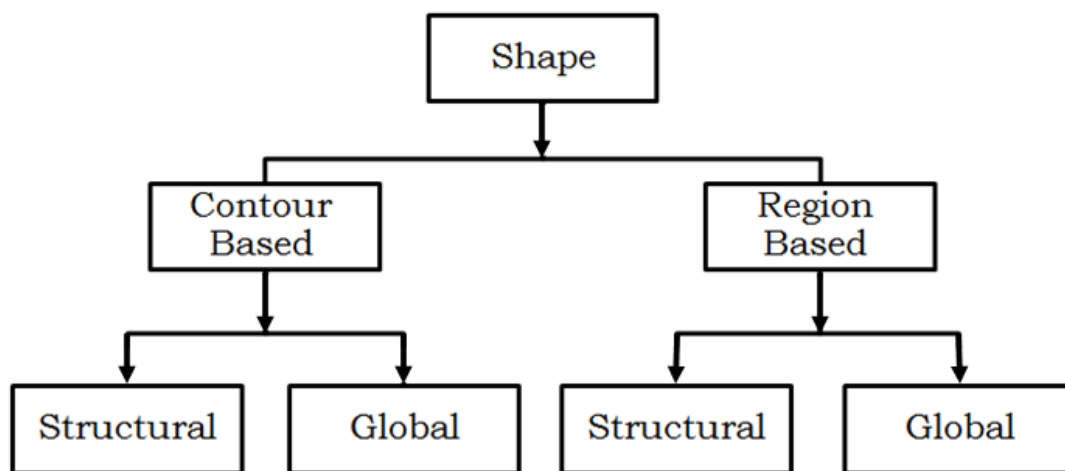 Shape
Contour
Based
Region
Based
Structural
Global
Structural
Global